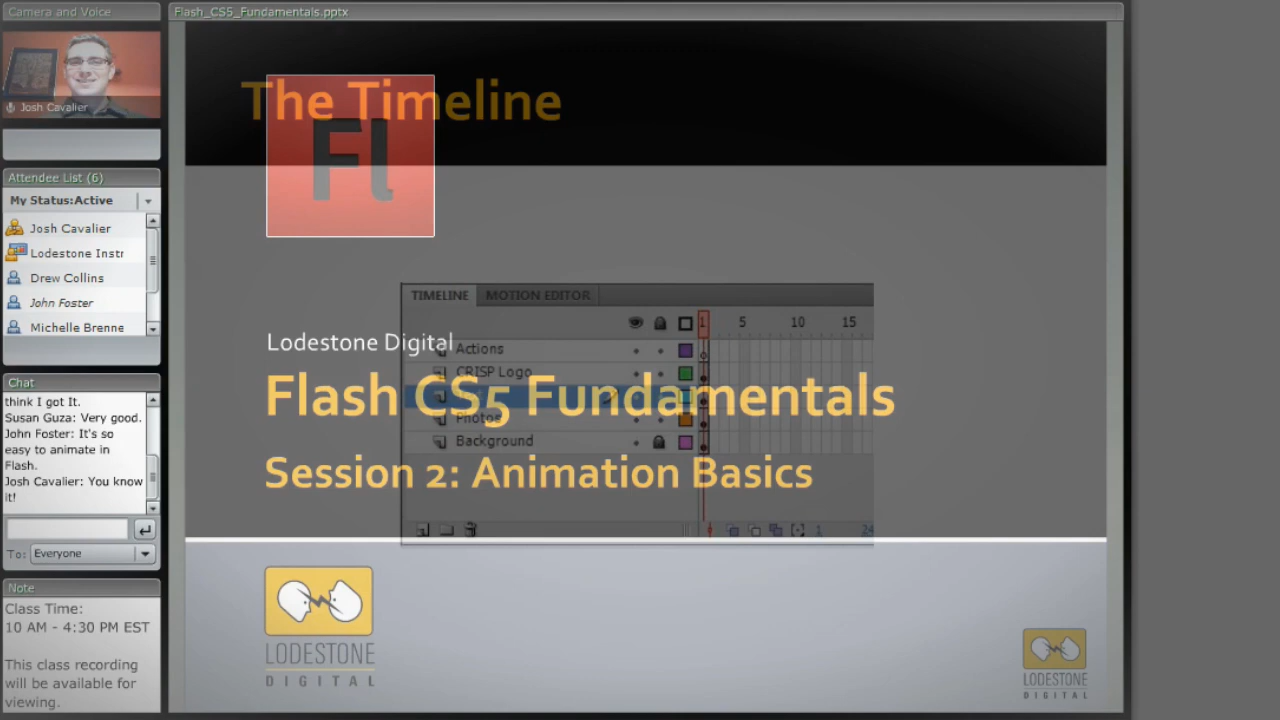 Camera and Voice
Josh Cavalier
Attendee List (6)
My Status:Active
Josh Cavalier
Lodestone Instr
Drew Collins
John Foster
Michelle Brenne
Chat
think I got It.
Susan Guza: Very good.
John Foster: It's so
easy to animate in
Flash.
Josh Cavalier: You know
it!
To: Everyone
Note
Class Time:
10 AM - 4:30 PM EST
This class recording
will be available for
viewing.
Flash_CS5_Fundamentals.pptx
The Timeline
Fl
TIMELINE MOTION EDITOR
1 5 10 15
Lodestone Digital
Actions
CRISP Logo
Flash CS5 Fundamentals
Photos
Background
Session 2: Animation Basics
1 24
LODESTONE
DIGITAL
LODESTONE
DIGITAL